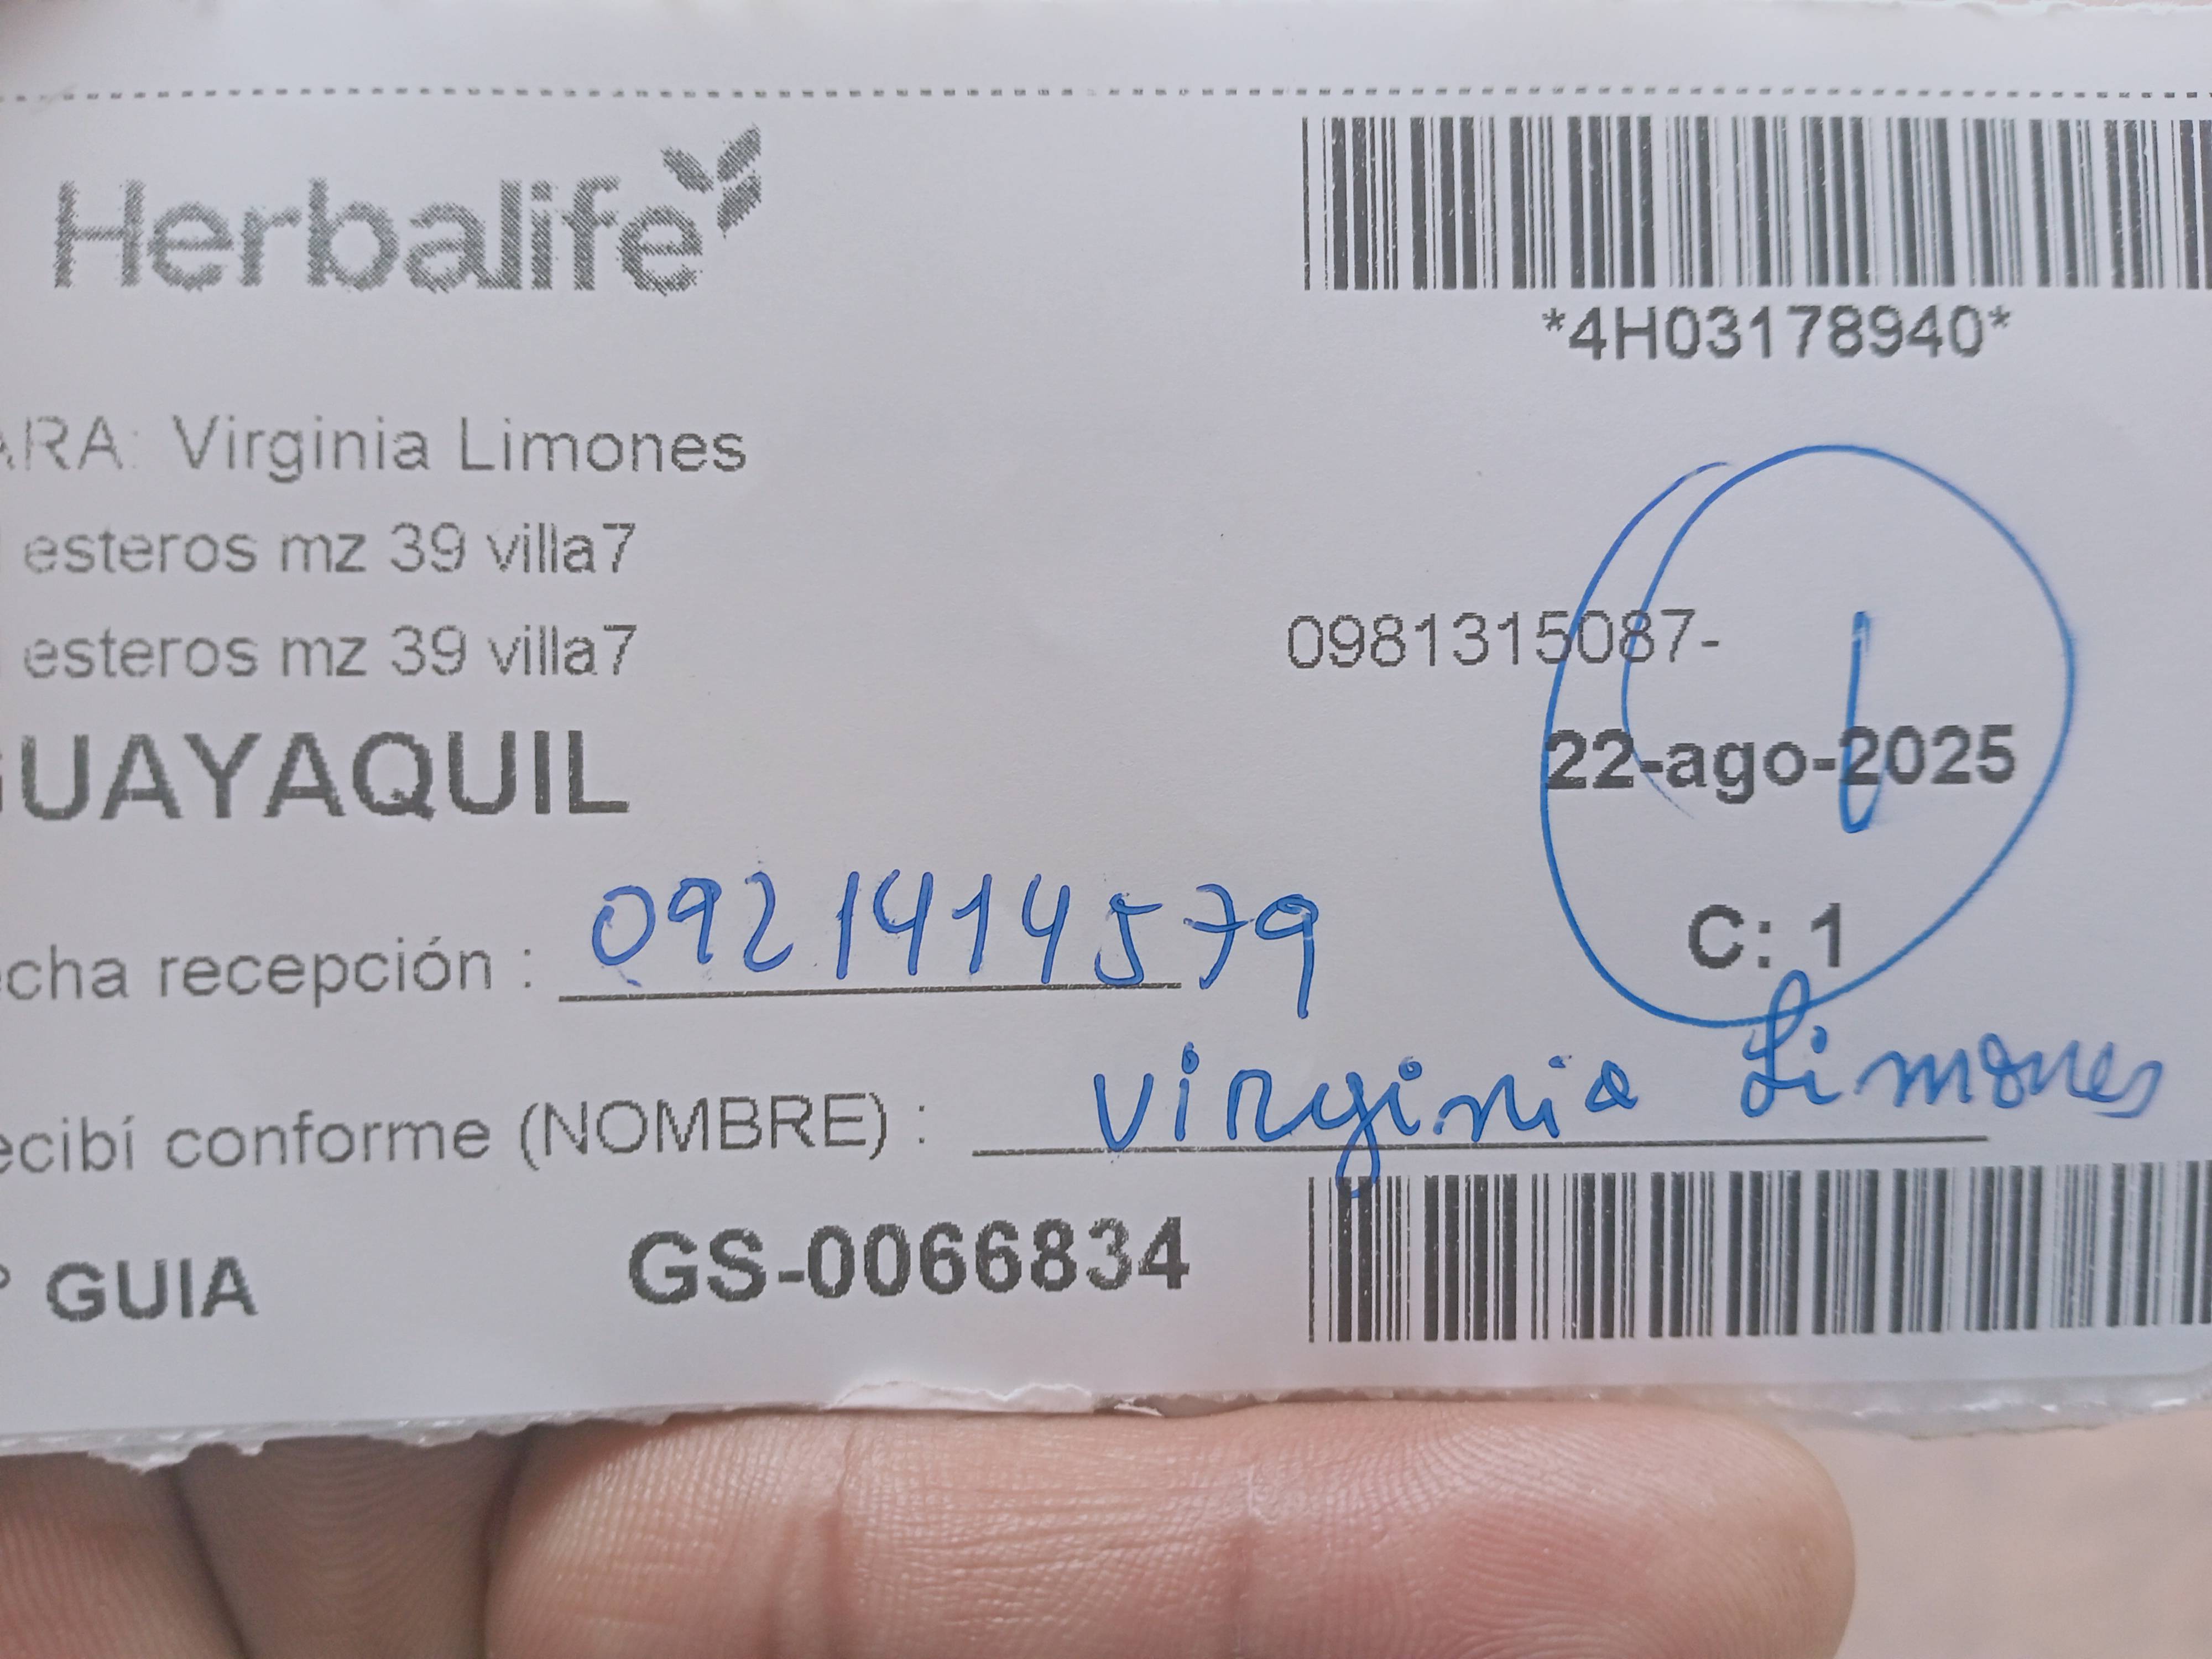 Herbalife
*4H03178940*
ARA: Virginia Limones
esteros mz 39 villa7
esteros mz 39 villa7
0981315087-
GUAYAQUIL
22-ago-2025
C: 1
echa recepción : 0921414579
ecibí conforme (NOMBRE) : Virginia Limones
° GUIA GS-0066834